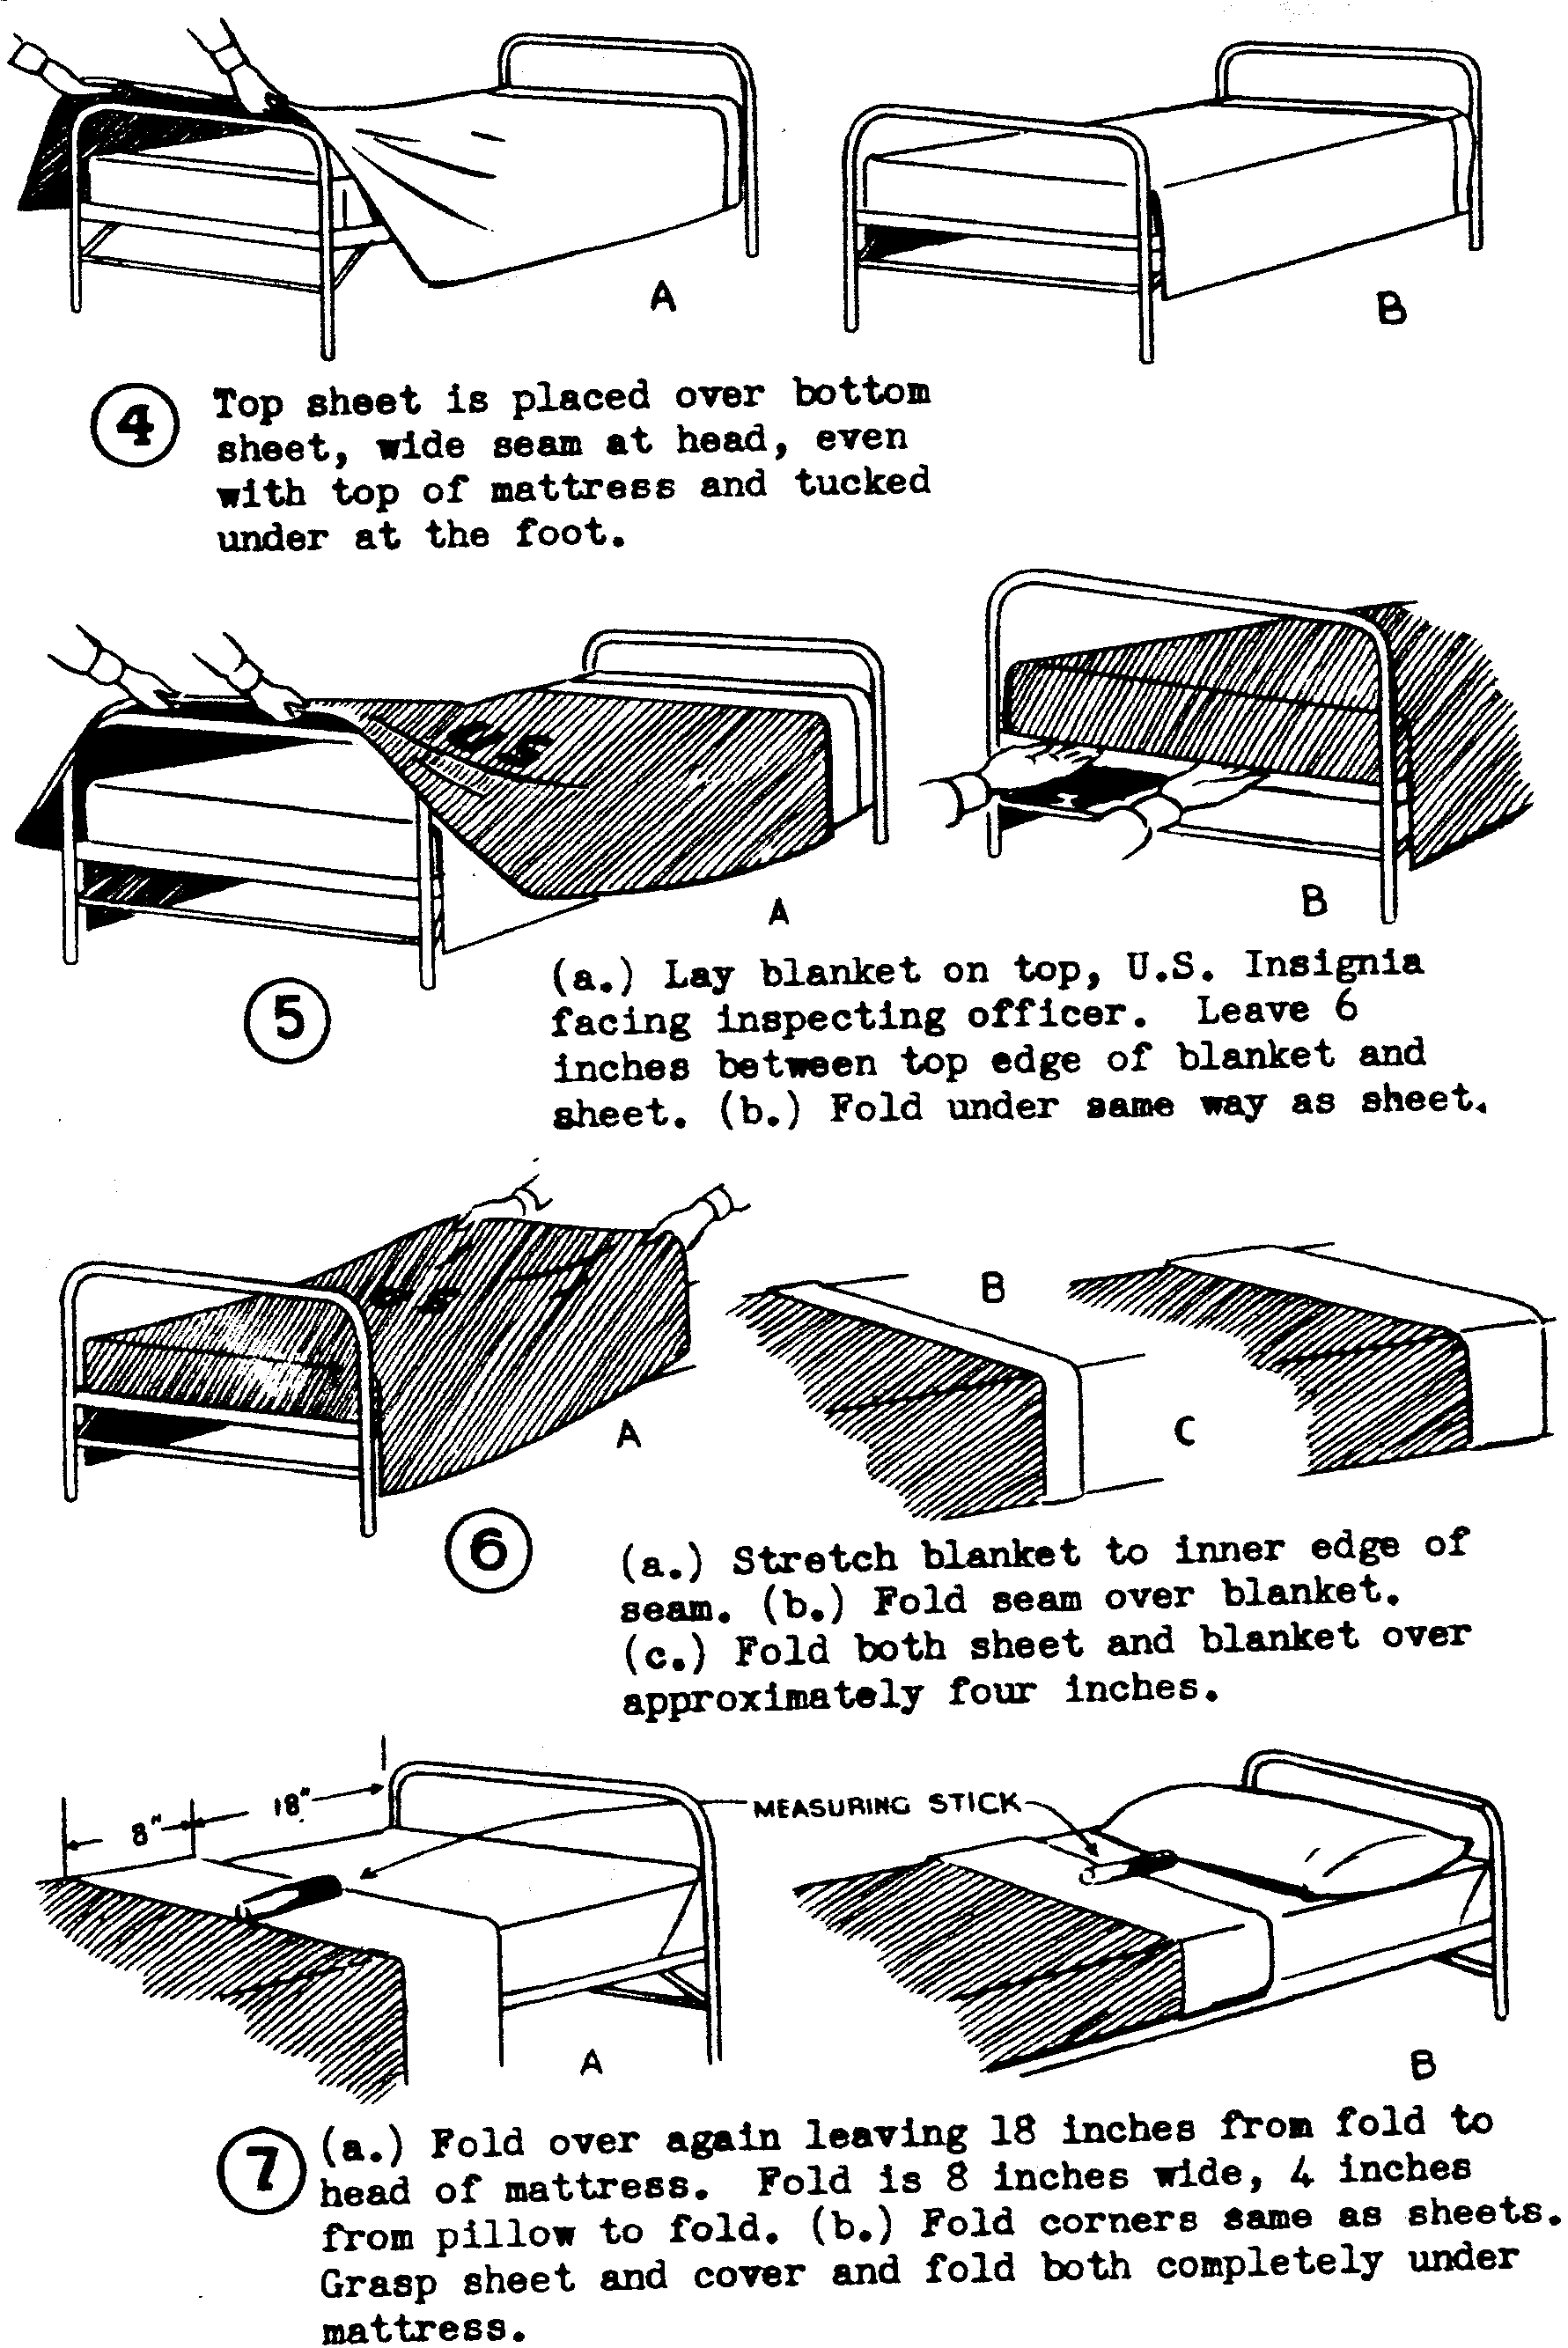 A
B
4
Top sheet is placed over bottom
sheet, wide seam at head, even
with top of mattress and tucked
under at the foot.
U S
A
B
5
(a.) Lay blanket on top, U.S. Insignia
facing inspecting officer. Leave 6
inches between top edge of blanket and
sheet. (b.) Fold under same way as sheet.
U S
A
B
C
6
(a.) Stretch blanket to inner edge of
seam. (b.) Fold seam over blanket.
(c.) Fold both sheet and blanket over
approximately four inches.
8"
18"
MEASURING STICK
A
B
7
(a.) Fold over again leaving 18 inches from fold to
head of mattress. Fold is 8 inches wide, 4 inches
from pillow to fold. (b.) Fold corners same as sheets.
Grasp sheet and cover and fold both completely under
mattress.